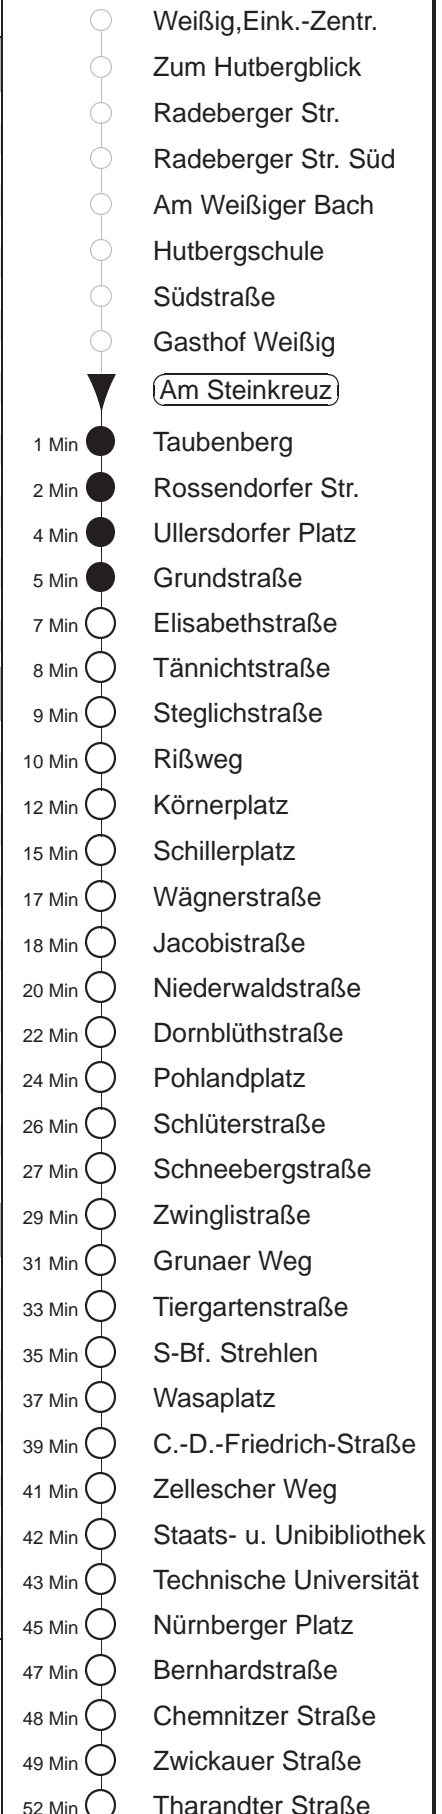 Weißig,Eink.-Zentr.
Zum Hutbergblick
Radeberger Str.
Radeberger Str. Süd
Am Weißiger Bach
Hutbergschule
Südstraße
Gasthof Weißig
Am Steinkreuz
1 Min Taubenberg
2 Min Rossendorfer Str.
4 Min Ullersdorfer Platz
5 Min Grundstraße
7 Min Elisabethstraße
8 Min Tännichtstraße
9 Min Steglichstraße
10 Min Rißweg
12 Min Körnerplatz
15 Min Schillerplatz
17 Min Wägnerstraße
18 Min Jacobistraße
20 Min Niederwaldstraße
22 Min Dornblüthstraße
24 Min Pohlandplatz
26 Min Schlüterstraße
27 Min Schneebergstraße
29 Min Zwinglistraße
31 Min Grunaer Weg
33 Min Tiergartenstraße
35 Min S-Bf. Strehlen
37 Min Wasaplatz
39 Min C.-D.-Friedrich-Straße
41 Min Zellescher Weg
42 Min Staats- u. Unibibliothek
43 Min Technische Universität
45 Min Nürnberger Platz
47 Min Bernhardstraße
48 Min Chemnitzer Straße
49 Min Zwickauer Straße
52 Min Tharandter Straße